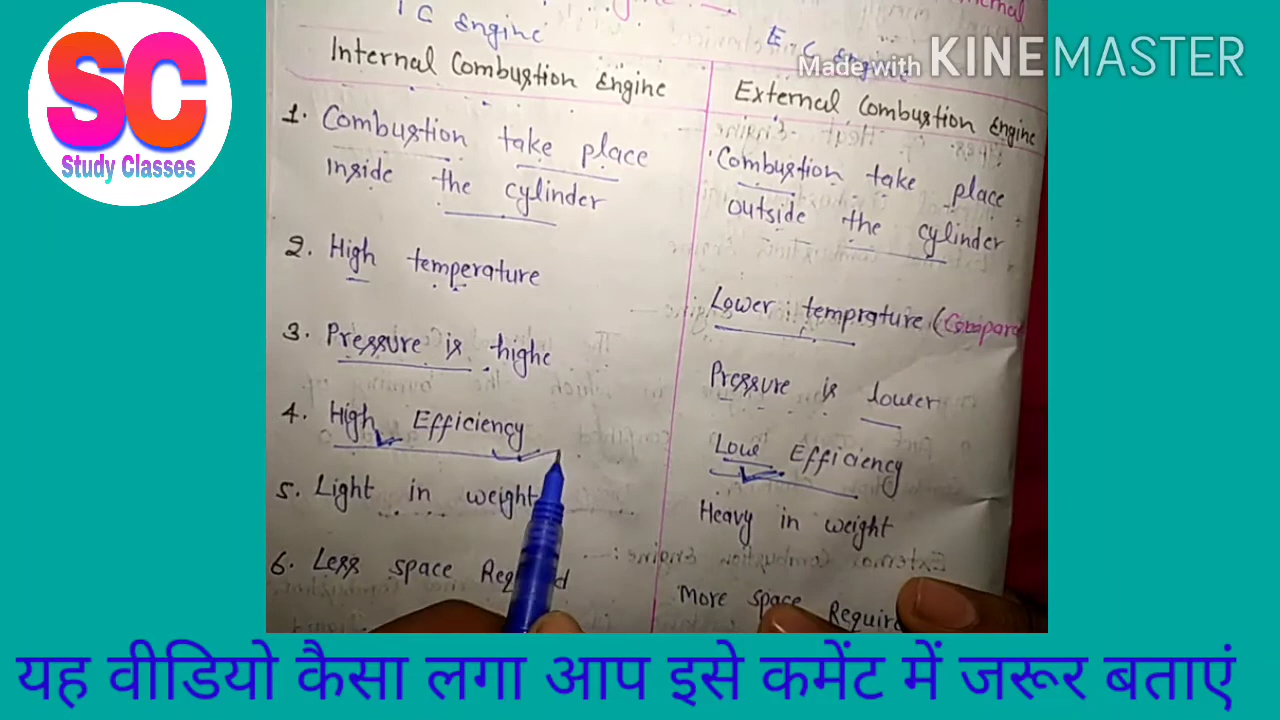 SC
Study Classes
Made with KINEMASTER
I C Engine
E C Engine
Internal Combustion Engine
External Combustion Engine
1. Combustion take place
inside the cylinder
Combustion take place
outside the cylinder
2. High temperature
Lower temprature (Compar
3. Pressure is highe
Pressure is lower
4. High Efficiency
Low Efficiency
5. Light in weight
Heavy in weight
6. Less space Required
More space Require
यह वीडियो कैसा लगा आप इसे कमेंट में जरूर बताएं